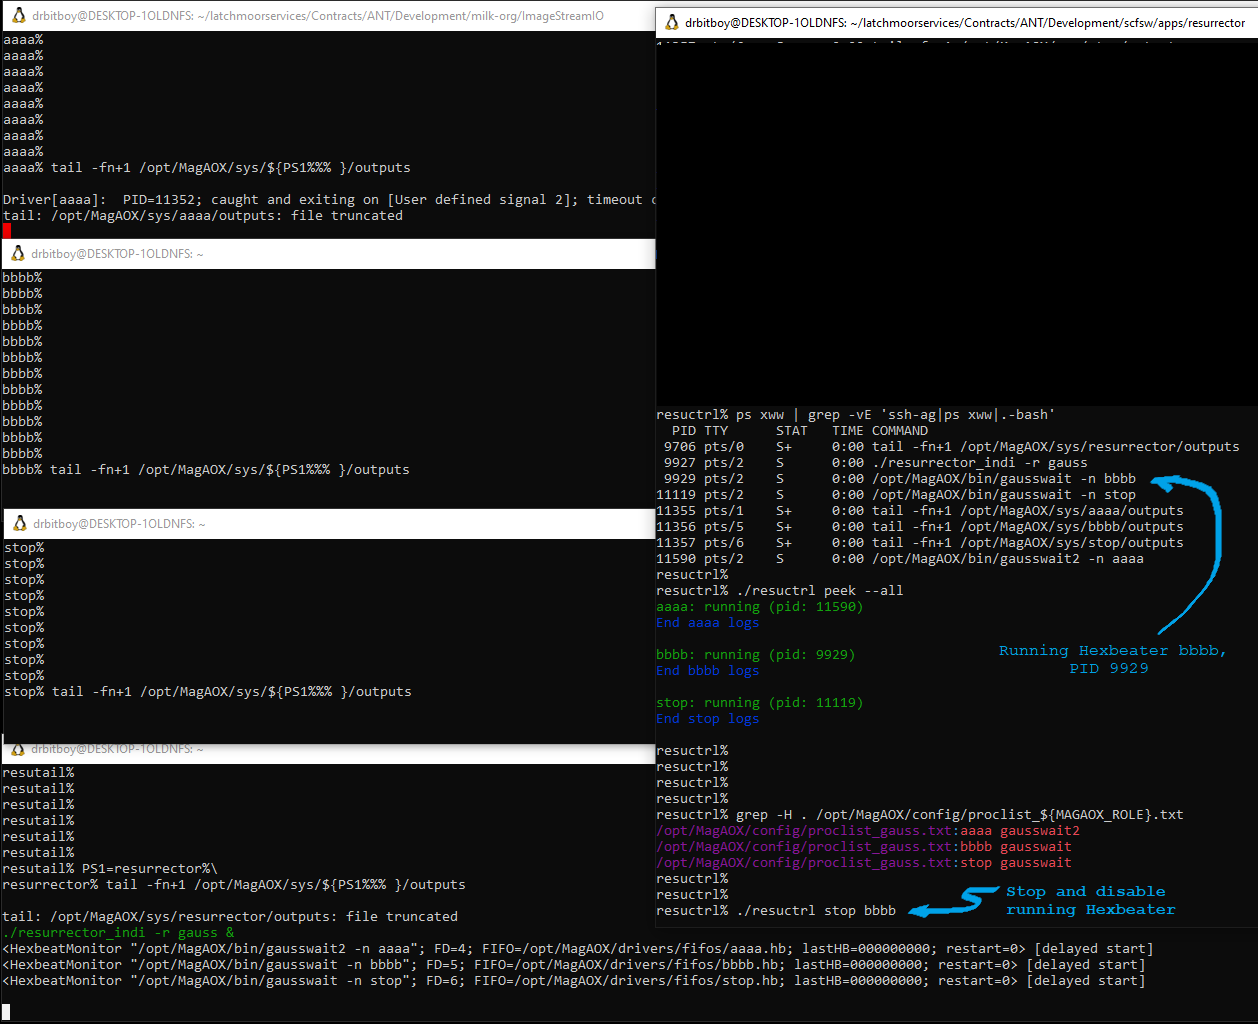 drbitboy@DESKTOP-1OLDNFS: ~/latchmoorservices/Contracts/ANT/Development/milk-org/ImageStreamIO
aaaa%
aaaa%
aaaa%
aaaa%
aaaa%
aaaa%
aaaa%
aaaa%
aaaa% tail -fn+1 /opt/MagAOX/sys/${PS1%%% }/outputs
Driver[aaaa]:  PID=11352; caught and exiting on [User defined signal 2]; timeout
tail: /opt/MagAOX/sys/aaaa/outputs: file truncated
drbitboy@DESKTOP-1OLDNFS: ~
bbbb%
bbbb%
bbbb%
bbbb%
bbbb%
bbbb%
bbbb%
bbbb%
bbbb%
bbbb%
bbbb%
bbbb%
bbbb% tail -fn+1 /opt/MagAOX/sys/${PS1%%% }/outputs
drbitboy@DESKTOP-1OLDNFS: ~
stop%
stop%
stop%
stop%
stop%
stop%
stop%
stop%
stop%
stop% tail -fn+1 /opt/MagAOX/sys/${PS1%%% }/outputs
drbitboy@DESKTOP-1OLDNFS: ~
resutail%
resutail%
resutail%
resutail%
resutail%
resutail%
resutail% PS1=resurrector%\
resurrector% tail -fn+1 /opt/MagAOX/sys/${PS1%%% }/outputs
tail: /opt/MagAOX/sys/resurrector/outputs: file truncated
./resurrector_indi -r gauss &
<HexbeatMonitor "/opt/MagAOX/bin/gausswait2 -n aaaa"; FD=4; FIFO=/opt/MagAOX/drivers/fifos/aaaa.hb; lastHB=000000000; restart=0> [delayed start]
<HexbeatMonitor "/opt/MagAOX/bin/gausswait -n bbbb"; FD=5; FIFO=/opt/MagAOX/drivers/fifos/bbbb.hb; lastHB=000000000; restart=0> [delayed start]
<HexbeatMonitor "/opt/MagAOX/bin/gausswait -n stop"; FD=6; FIFO=/opt/MagAOX/drivers/fifos/stop.hb; lastHB=000000000; restart=0> [delayed start]
drbitboy@DESKTOP-1OLDNFS: ~/latchmoorservices/Contracts/ANT/Development/scfsw/apps/resurrector
resuctrl% ps xww | grep -vE 'ssh-ag|ps xww|.-bash'
PID TTY      STAT   TIME COMMAND
9706 pts/0    S+     0:00 tail -fn+1 /opt/MagAOX/sys/resurrector/outputs
9927 pts/2    S      0:00 ./resurrector_indi -r gauss
9929 pts/2    S      0:00 /opt/MagAOX/bin/gausswait -n bbbb
11119 pts/2    S      0:00 /opt/MagAOX/bin/gausswait -n stop
11355 pts/1    S+     0:00 tail -fn+1 /opt/MagAOX/sys/aaaa/outputs
11356 pts/5    S+     0:00 tail -fn+1 /opt/MagAOX/sys/bbbb/outputs
11357 pts/6    S+     0:00 tail -fn+1 /opt/MagAOX/sys/stop/outputs
11590 pts/2    S      0:00 /opt/MagAOX/bin/gausswait2 -n aaaa
resuctrl%
resuctrl% ./resuctrl peek --all
aaaa: running (pid: 11590)
End aaaa logs
bbbb: running (pid: 9929)
End bbbb logs
stop: running (pid: 11119)
End stop logs
Running Hexbeater bbbb,
PID 9929
resuctrl%
resuctrl%
resuctrl%
resuctrl%
resuctrl% grep -H . /opt/MagAOX/config/proclist_${MAGAOX_ROLE}.txt
/opt/MagAOX/config/proclist_gauss.txt:aaaa gausswait2
/opt/MagAOX/config/proclist_gauss.txt:bbbb gausswait
/opt/MagAOX/config/proclist_gauss.txt:stop gausswait
resuctrl%
resuctrl%
resuctrl% ./resuctrl stop bbbb
Stop and disable
running Hexbeater